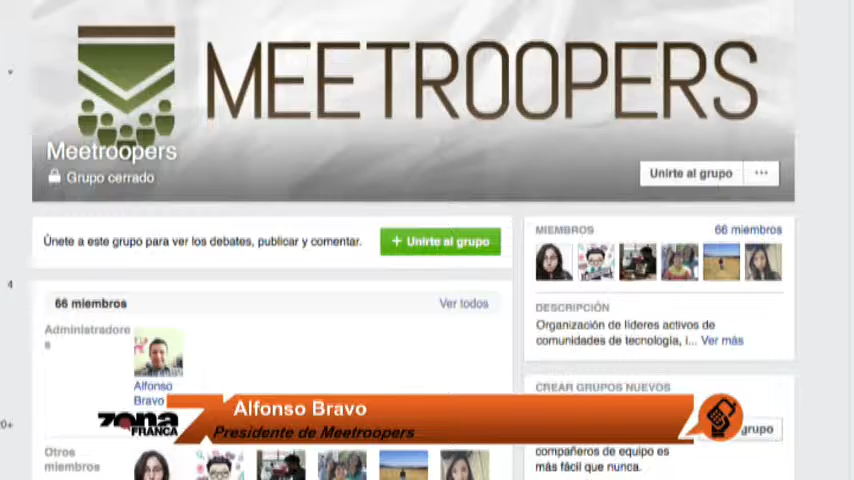 MEETROOPERS
Meetroopers
Grupo cerrado
Unirte al grupo
Únete a este grupo para ver los debates, publicar y comentar.
+ Unirte al grupo
MIEMBROS
66 miembros
66 miembros
Ver todos
DESCRIPCIÓN
Organización de líderes activos de
comunidades de tecnología, i... Ver más
Administradore
s
Alfonso
Bravo
CREAR GRUPOS NUEVOS
grupo
compañeros de equipo es
más fácil que nunca.
Otros
miembros
Zona
FRANCA
Alfonso Bravo
Presidente de Meetroopers